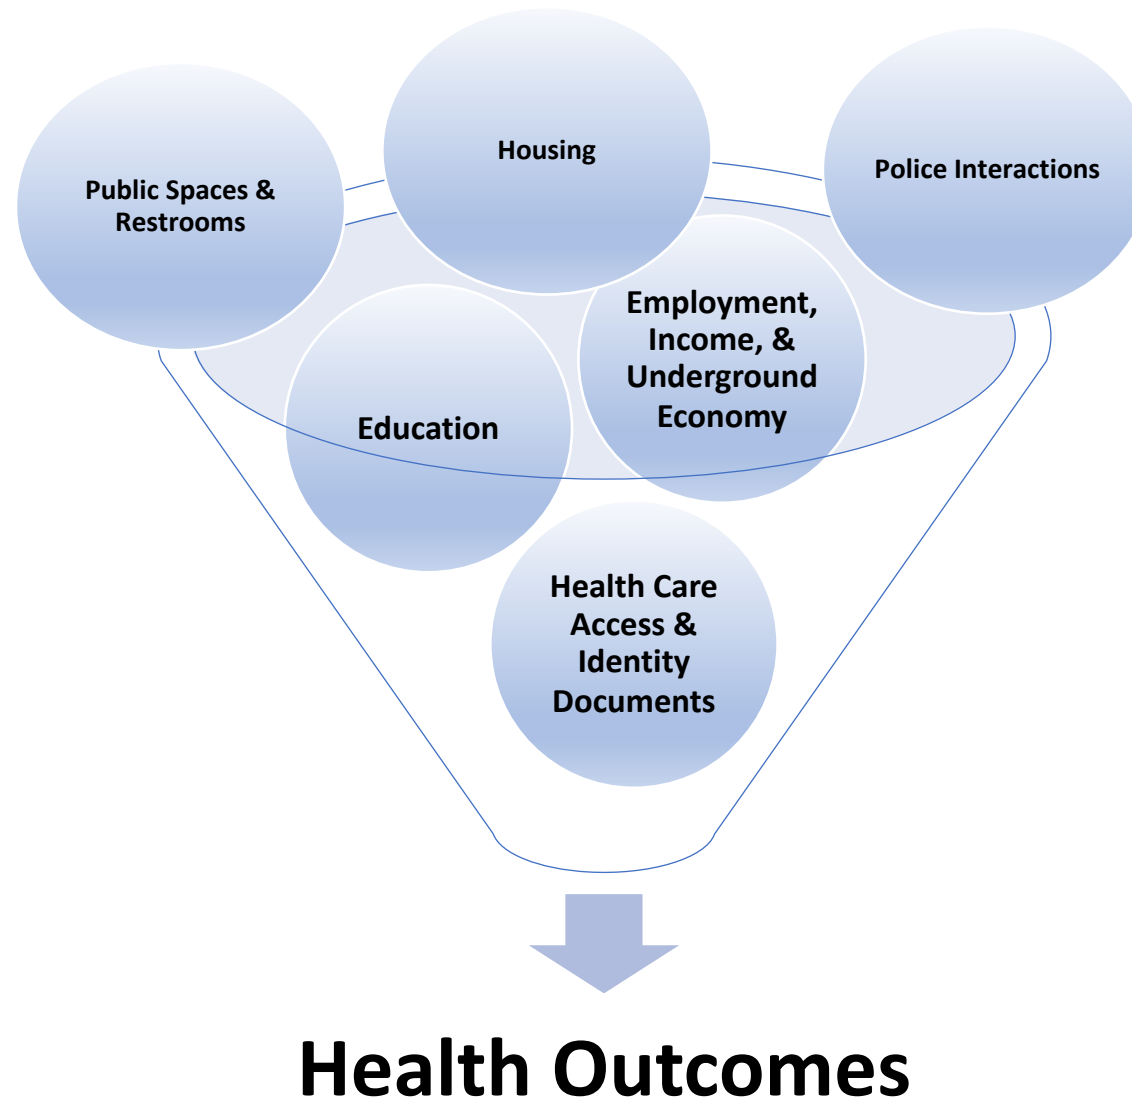 Housing
Police Interactions
Public Spaces &
Restrooms
Employment,
Income, &
Underground
Economy
Education
Health Care
Access &
Identity
Documents
Health Outcomes